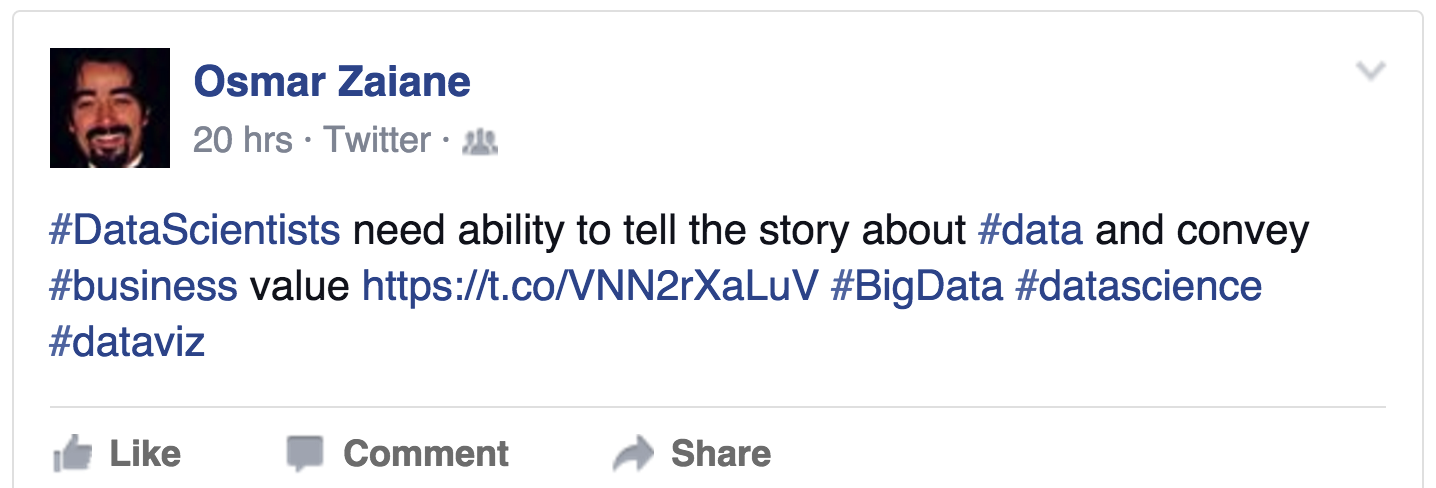 Osmar Zaiane
20 hrs · Twitter ·
#DataScientists need ability to tell the story about #data and convey
#business value https://t.co/VNN2rXaLuV #BigData #datascience
#dataviz
Like Comment Share